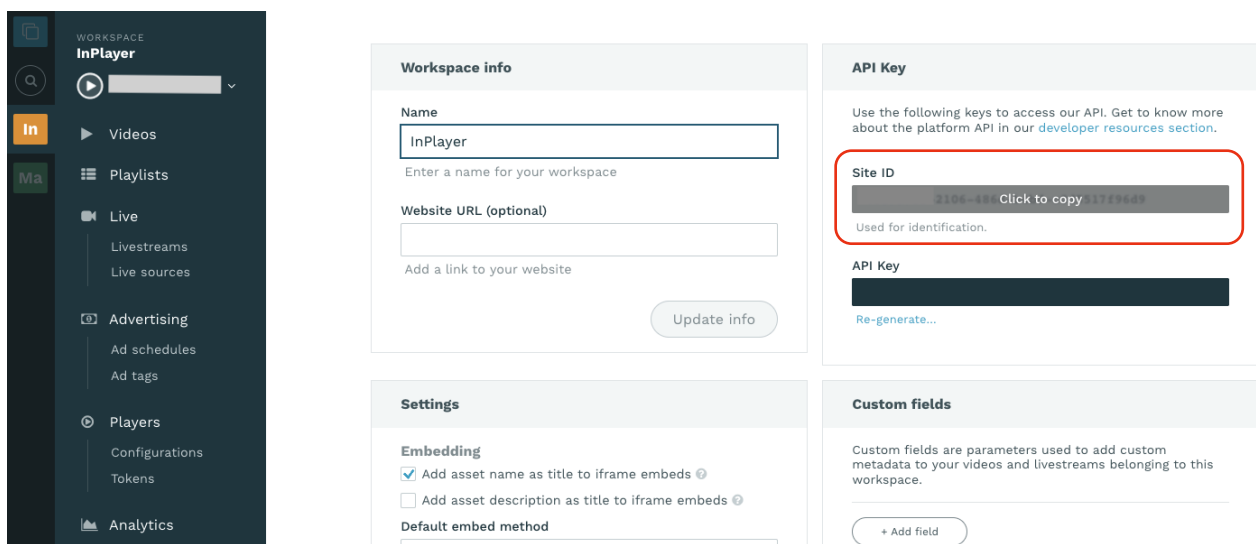 WORKSPACE
InPlayer
In
Ma
Videos
Playlists
Live
Livestreams
Live sources
Advertising
Ad schedules
Ad tags
Players
Configurations
Tokens
Analytics
Workspace info
Name
InPlayer
Enter a name for your workspace
Website URL (optional)
Add a link to your website
Update info
API Key
Use the following keys to access our API. Get to know more
about the platform API in our developer resources section.
Site ID
Click to copy
Used for identification.
API Key
Re-generate...
Settings
Embedding
Add asset name as title to iframe embeds ?
Add asset description as title to iframe embeds ?
Default embed method
Custom fields
Custom fields are parameters used to add custom
metadata to your videos and livestreams belonging to this
workspace.
+ Add field